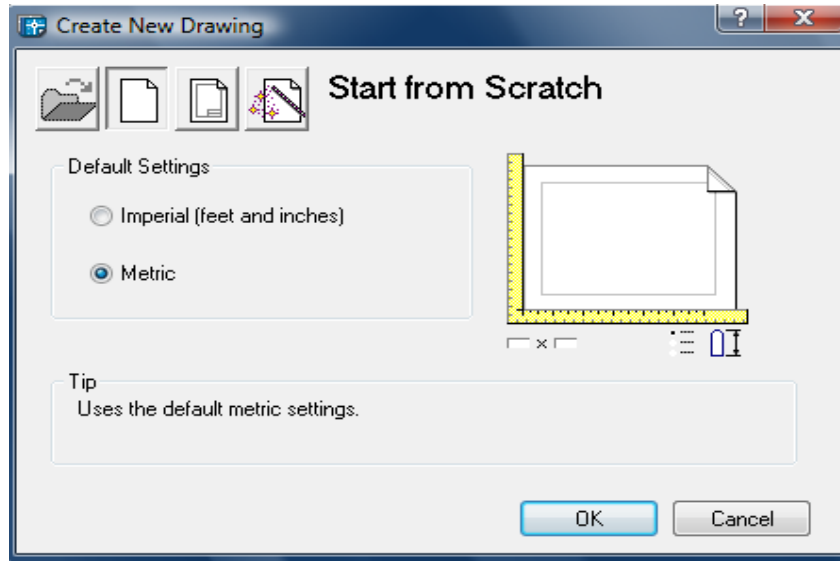 Create New Drawing
?
Start from Scratch
Default Settings
Imperial (feet and inches)
Metric
Tip
Uses the default metric settings.
OK
Cancel